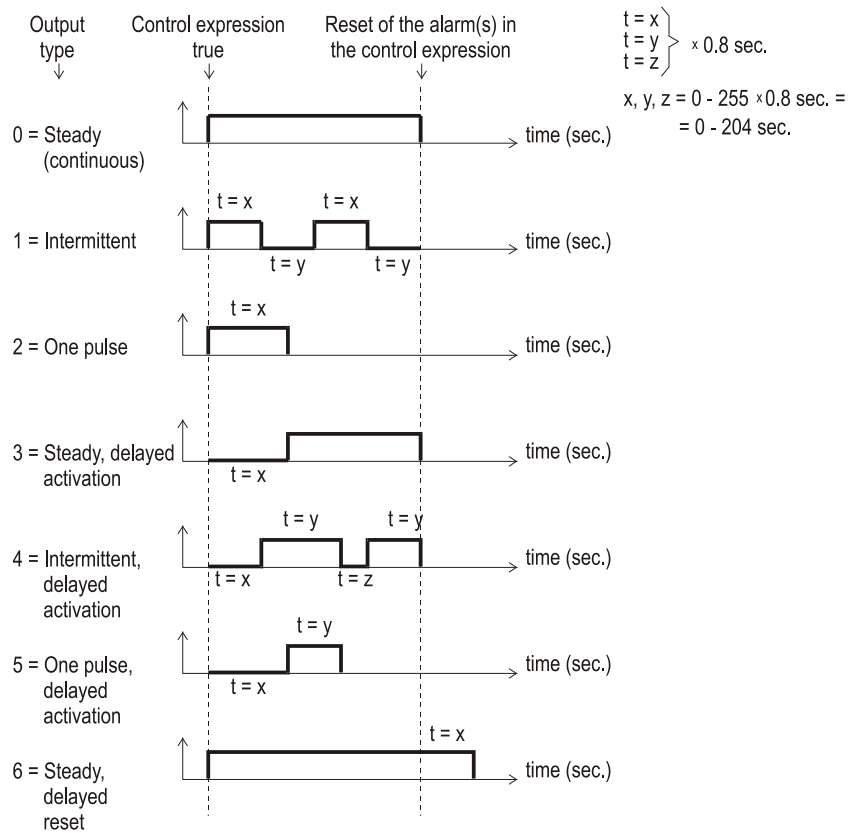 Output
type
Control expression
true
Reset of the alarm(s) in
the control expression
t = x
t = y
t = z
x 0.8 sec.
x, y, z = 0 - 255 x 0.8 sec. =
= 0 - 204 sec.
0 = Steady
(continuous)
time (sec.)
t = x
t = x
1 = Intermittent
t = y
t = y
time (sec.)
t = x
2 = One pulse
time (sec.)
3 = Steady, delayed
activation
t = x
time (sec.)
t = y
t = y
4 = Intermittent,
delayed
activation
t = x
t = z
time (sec.)
t = y
5 = One pulse,
delayed
activation
t = x
time (sec.)
t = x
6 = Steady,
delayed
reset
time (sec.)